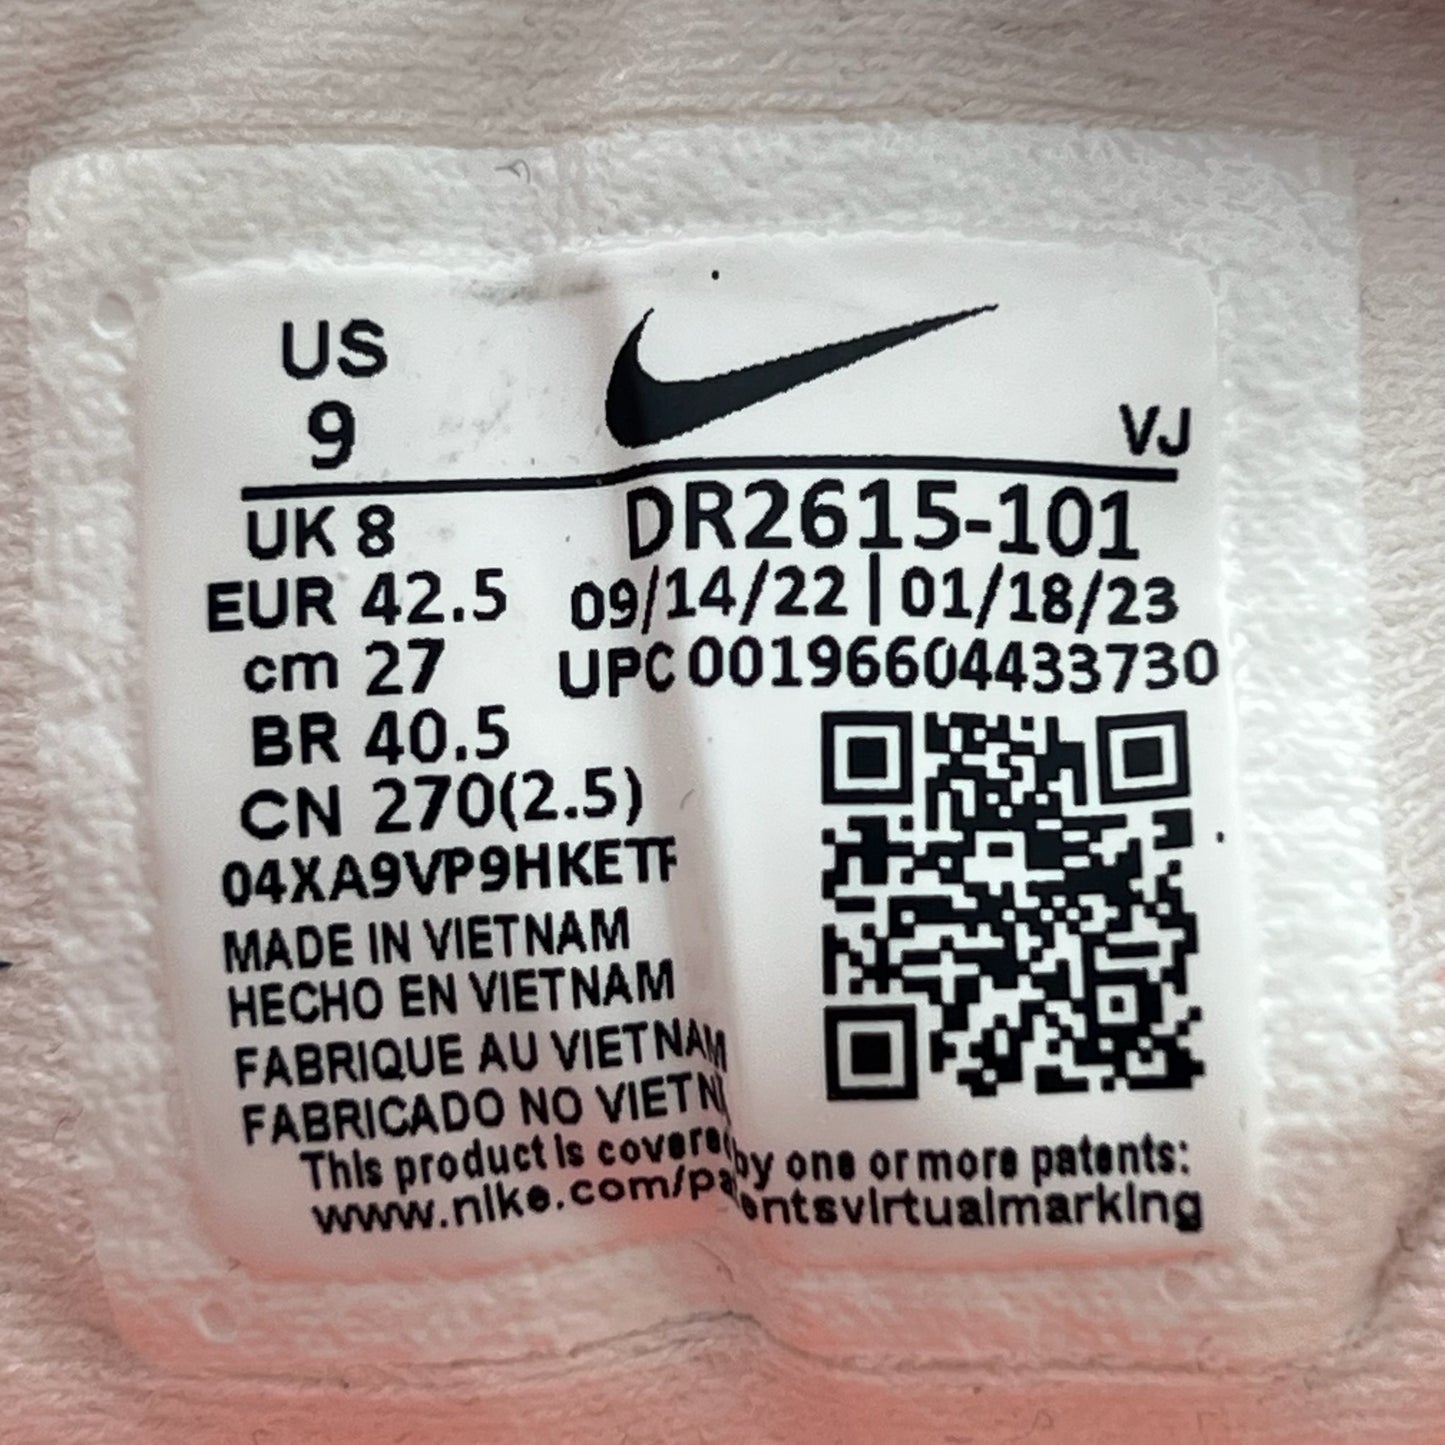 US
9
VJ
UK 8
DR2615-101
EUR 42.5
09/14/22 | 01/18/23
cm 27
UPC 00196604433730
BR 40.5
CN 270(2.5)
04XA9VP9HKETF
MADE IN VIETNAM
HECHO EN VIETNAM
FABRIQUE AU VIETNAM
FABRICADO NO
This product is covered by one or more patents:
www.nike.com/patentsvirtualmarking